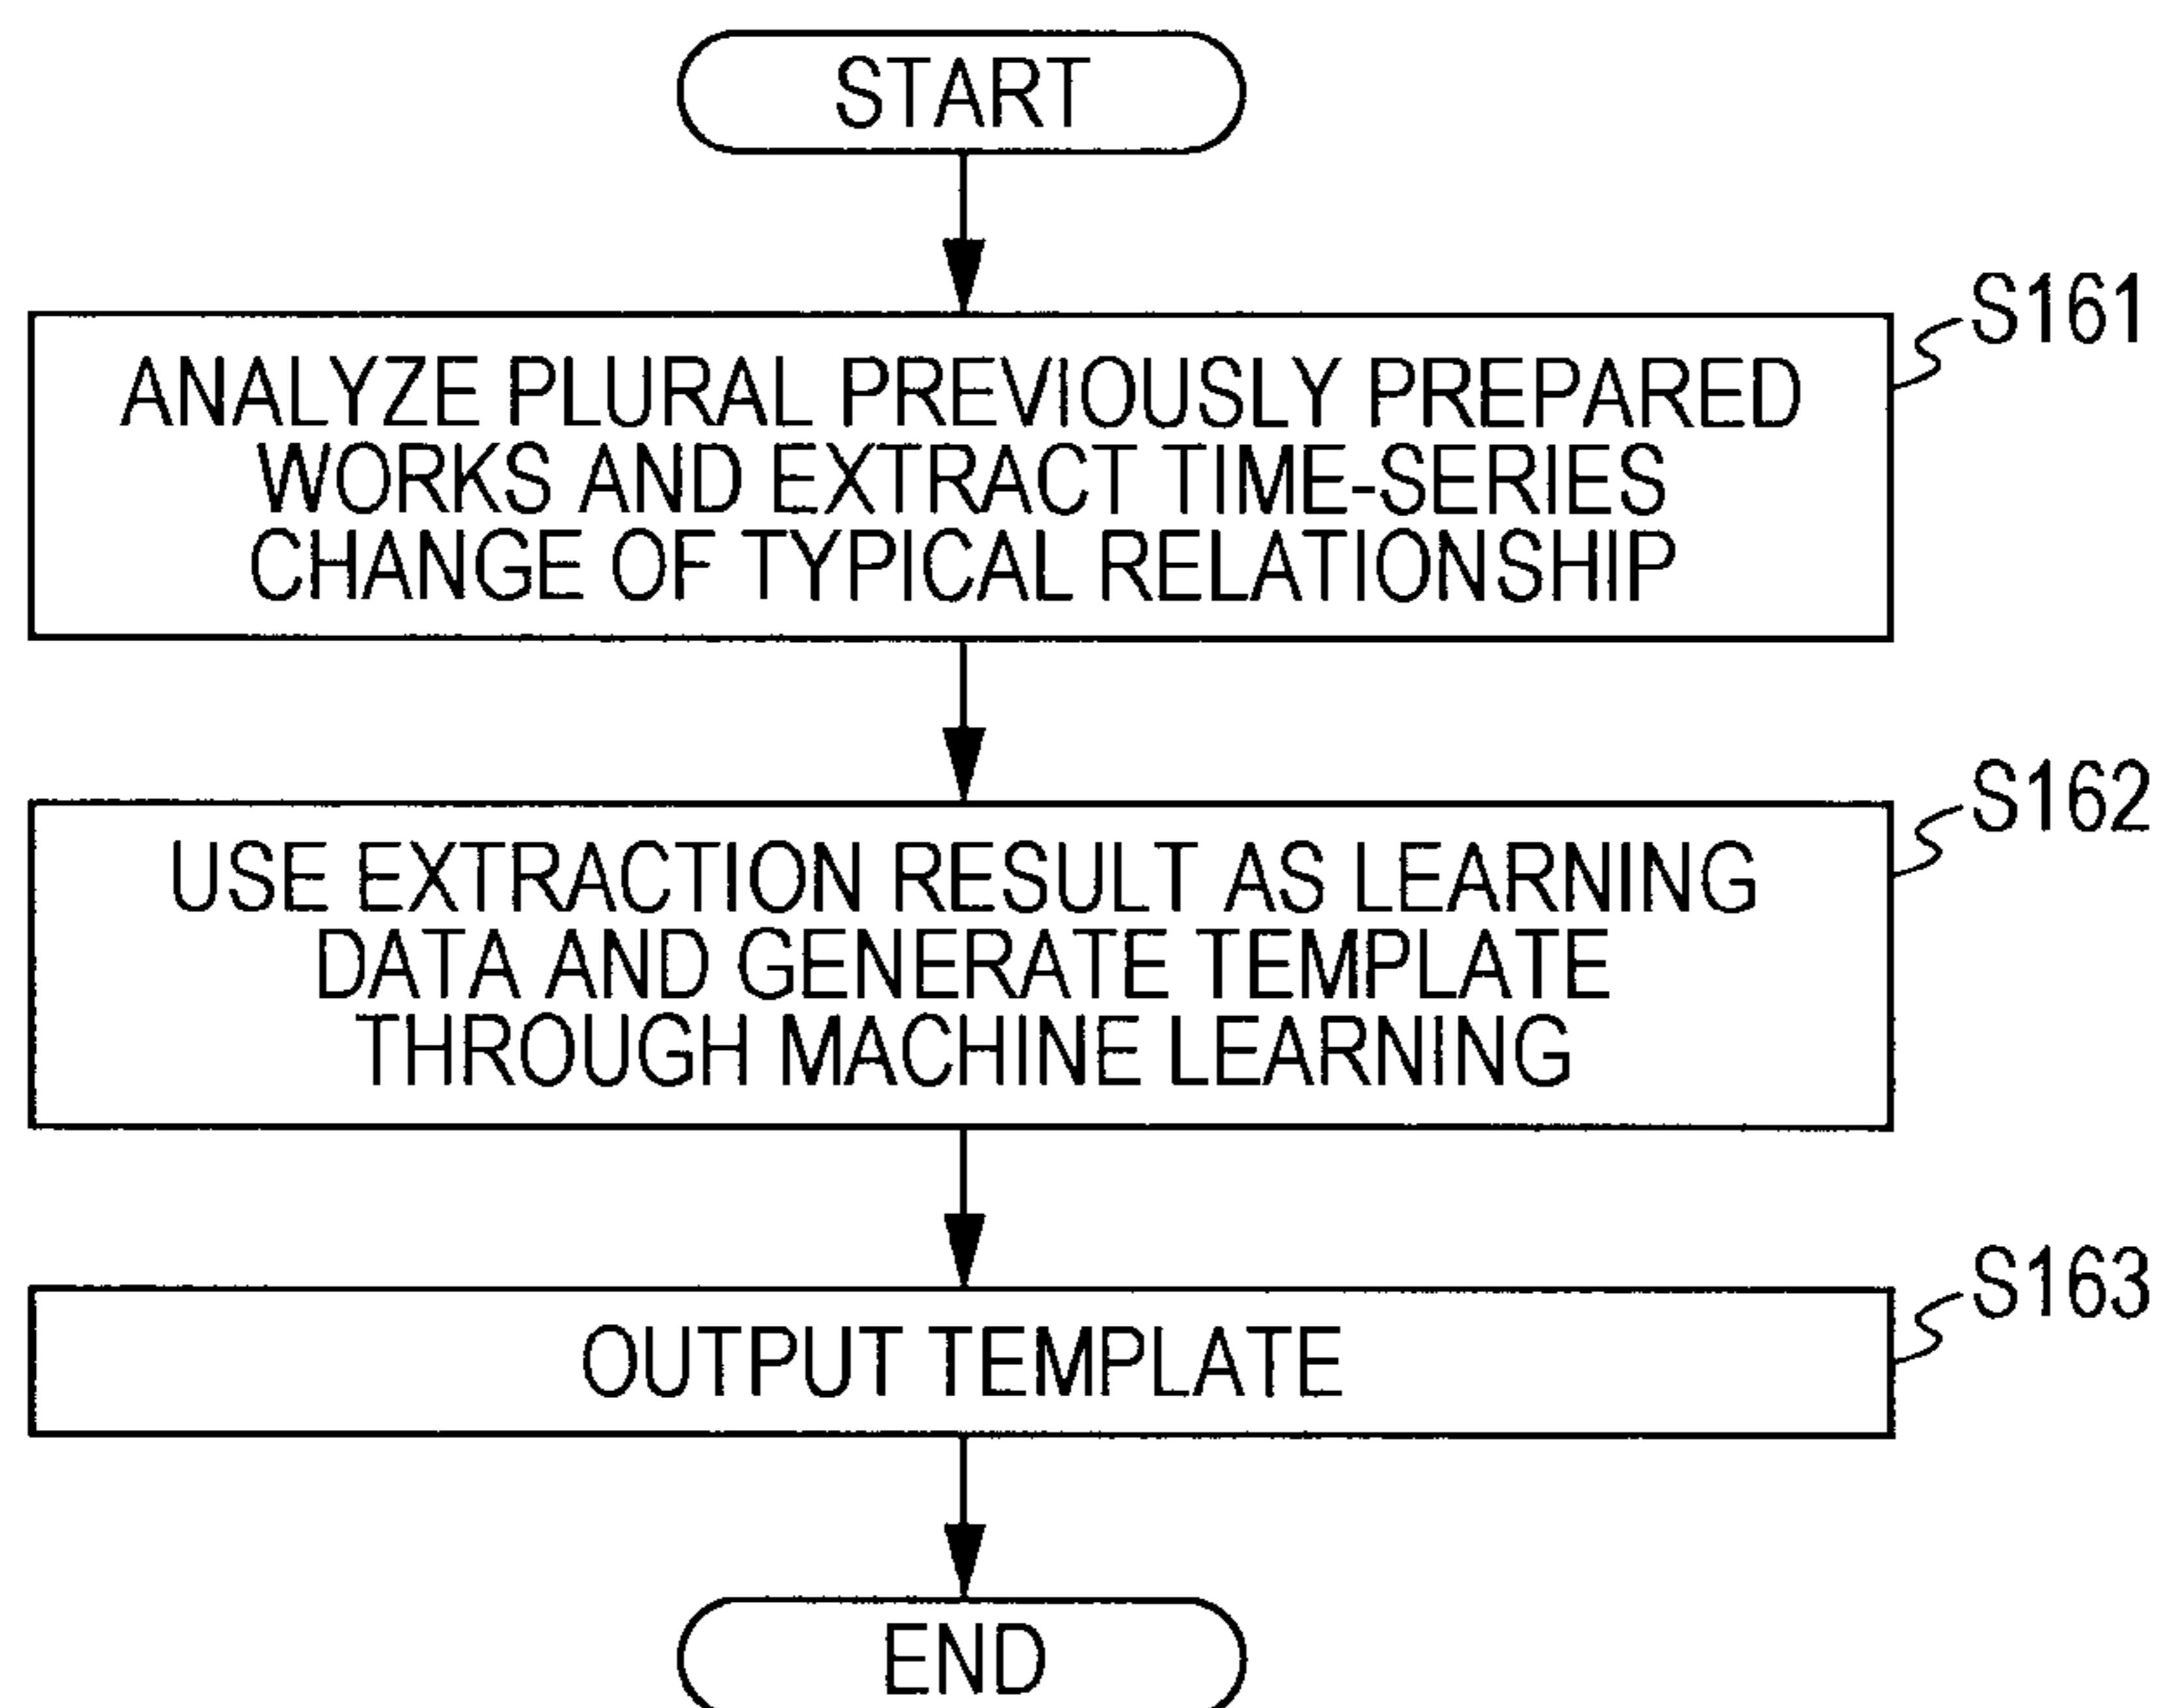 START
S161
ANALYZE PLURAL PREVIOUSLY PREPARED
WORKS AND EXTRACT TIME-SERIES
CHANGE OF TYPICAL RELATIONSHIP
S162
USE EXTRACTION RESULT AS LEARNING
DATA AND GENERATE TEMPLATE
THROUGH MACHINE LEARNING
S163
OUTPUT TEMPLATE
END